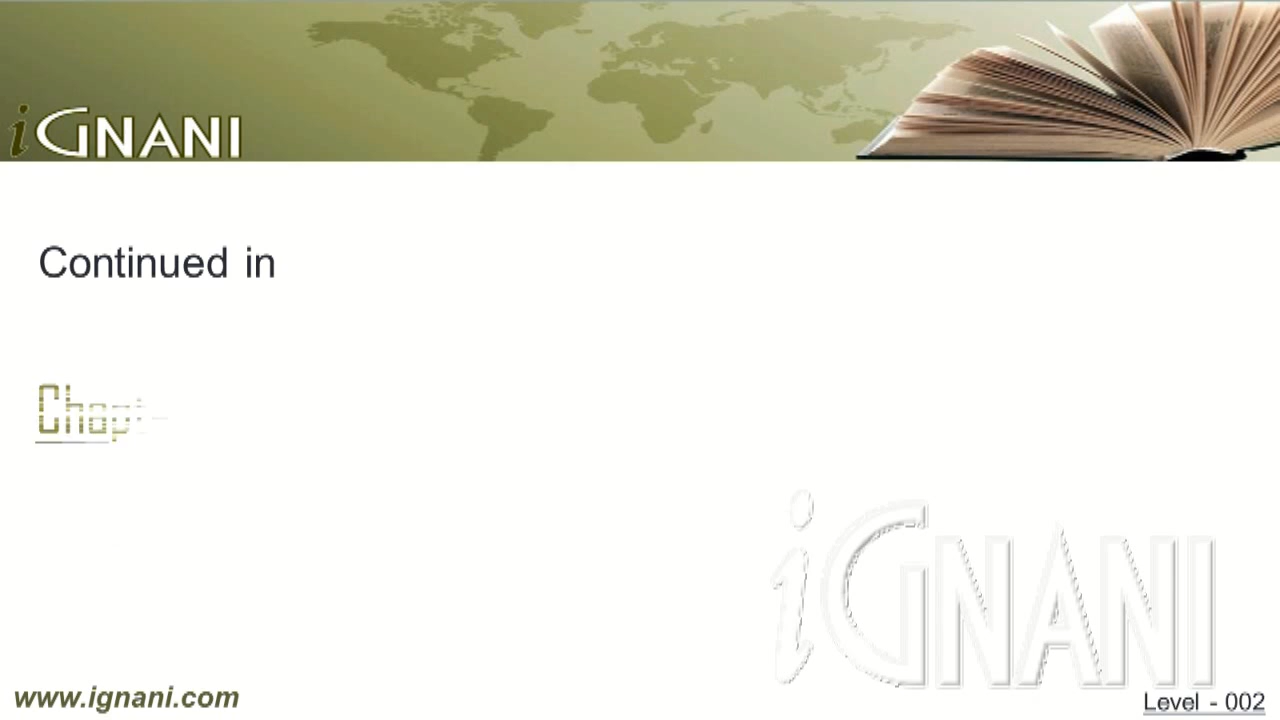 iGNANI
Continued in
Chap
iGNANI
www.ignani.com
Level - 002